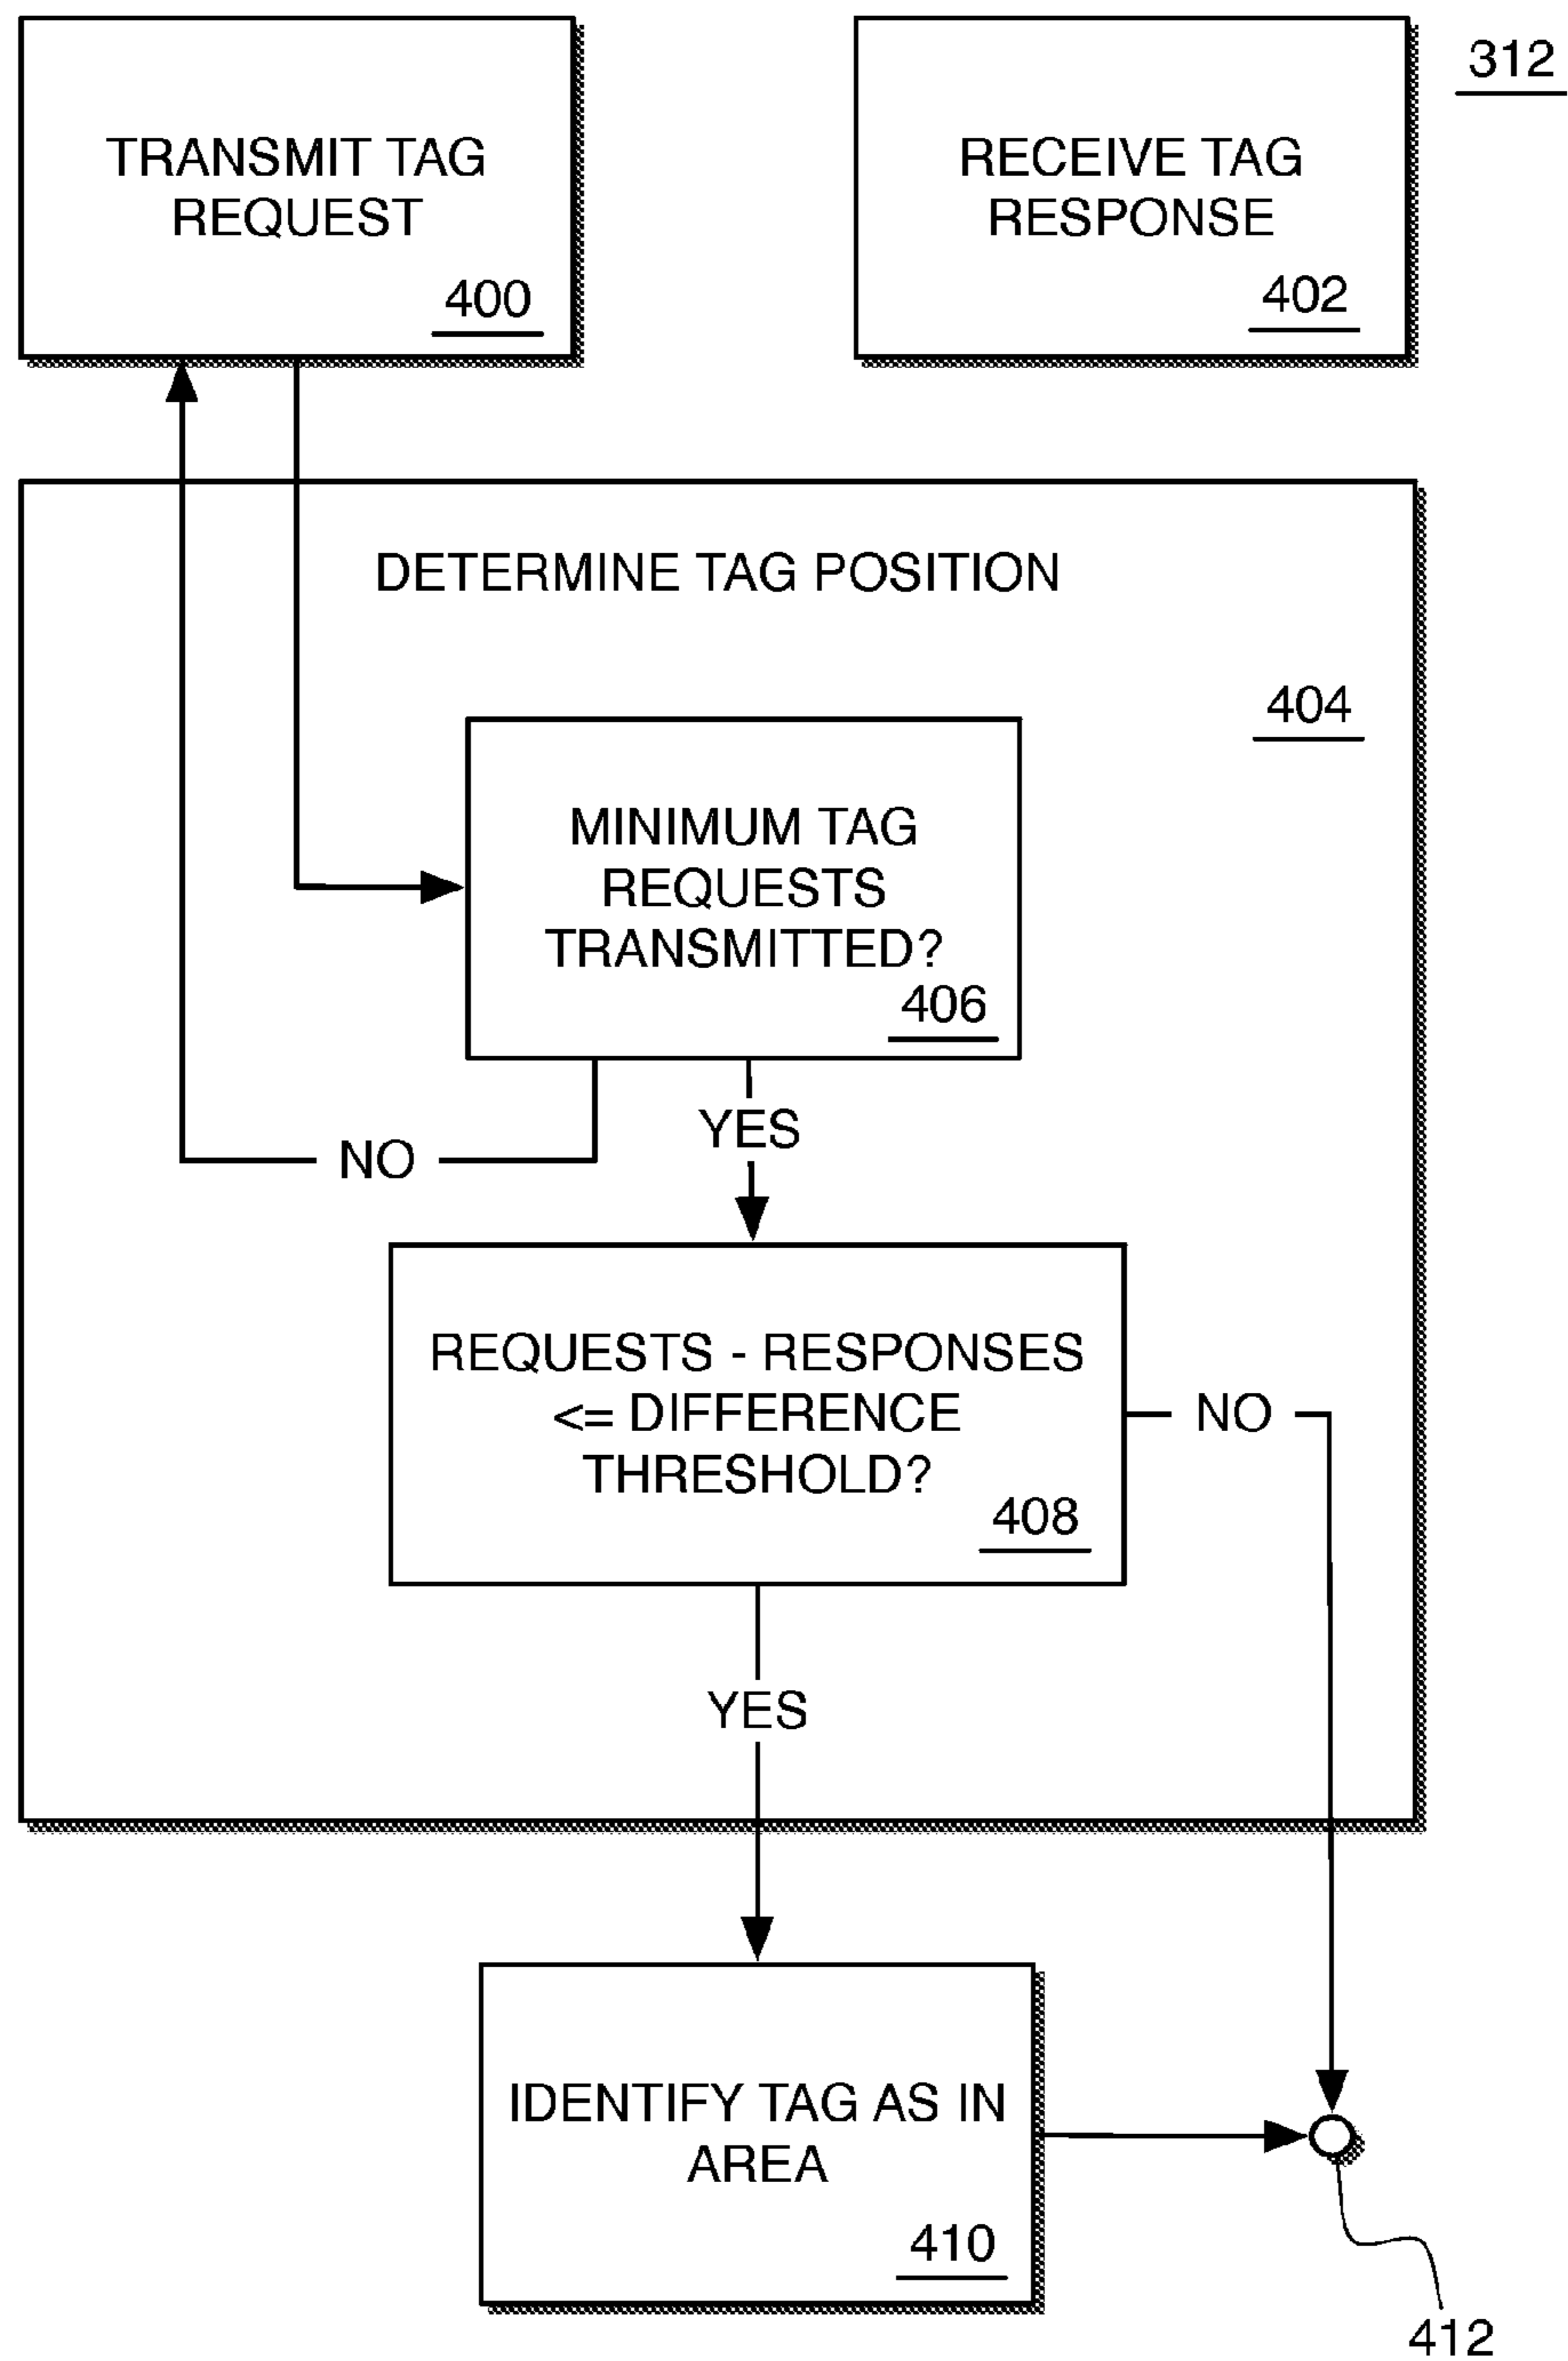 TRANSMIT TAG
REQUEST
400
RECEIVE TAG
RESPONSE
402
312
DETERMINE TAG POSITION
404
MINIMUM TAG
REQUESTS
TRANSMITTED?
406
NO
YES
REQUESTS - RESPONSES
<= DIFFERENCE
THRESHOLD?
408
NO
YES
IDENTIFY TAG AS IN
AREA
410
412